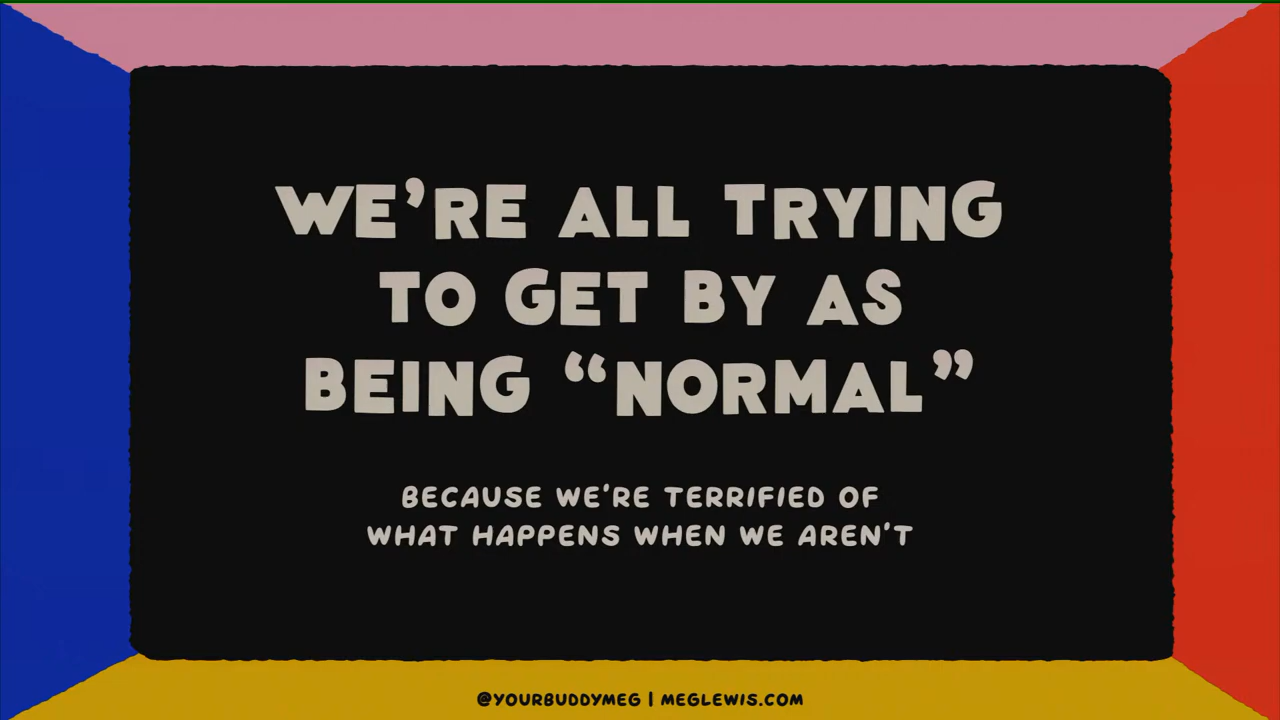 WE’RE ALL TRYING
TO GET BY AS
BEING “NORMAL”
BECAUSE WE'RE TERRIFIED OF
WHAT HAPPENS WHEN WE AREN'T
@YOURBUDDYMEG | MEGLEWIS.COM